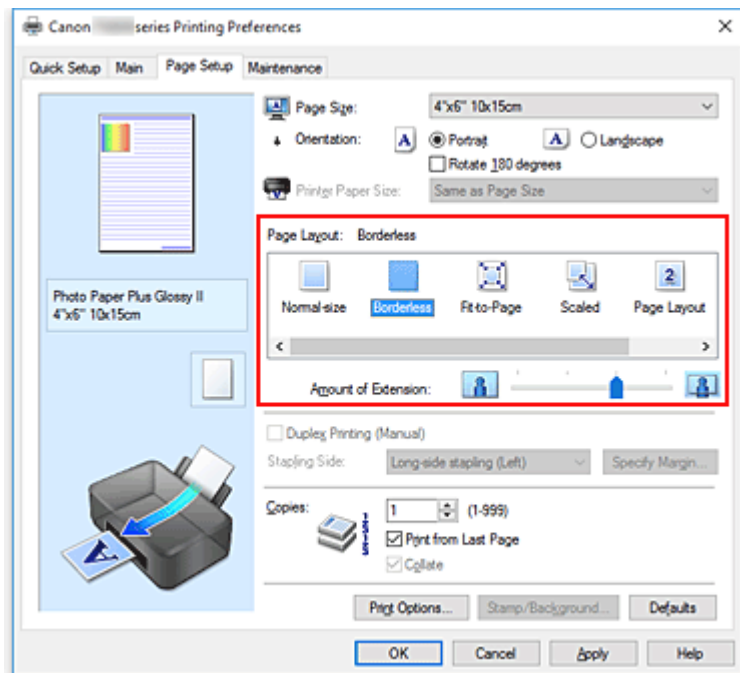 Canon series Printing Preferences
Quick Setup Main Page Setup Maintenance
Page Size: 4"x6" 10x15cm
Orientation: A Portrait A Landscape
Rotate 180 degrees
Printer Paper Size: Same as Page Size
Page Layout: Borderless
2
Normal-size Borderless Fit-to-Page Scaled Page Layout
Photo Paper Plus Glossy II
4"x6" 10x15cm
Amount of Extension:
Duplex Printing (Manual)
Stapling Side: Long-side stapling (Left) Specify Margin...
Copies: 1 (1-999)
Print from Last Page
Collate
A
Print Options... Stamp/Background... Defaults
OK Cancel Apply Help